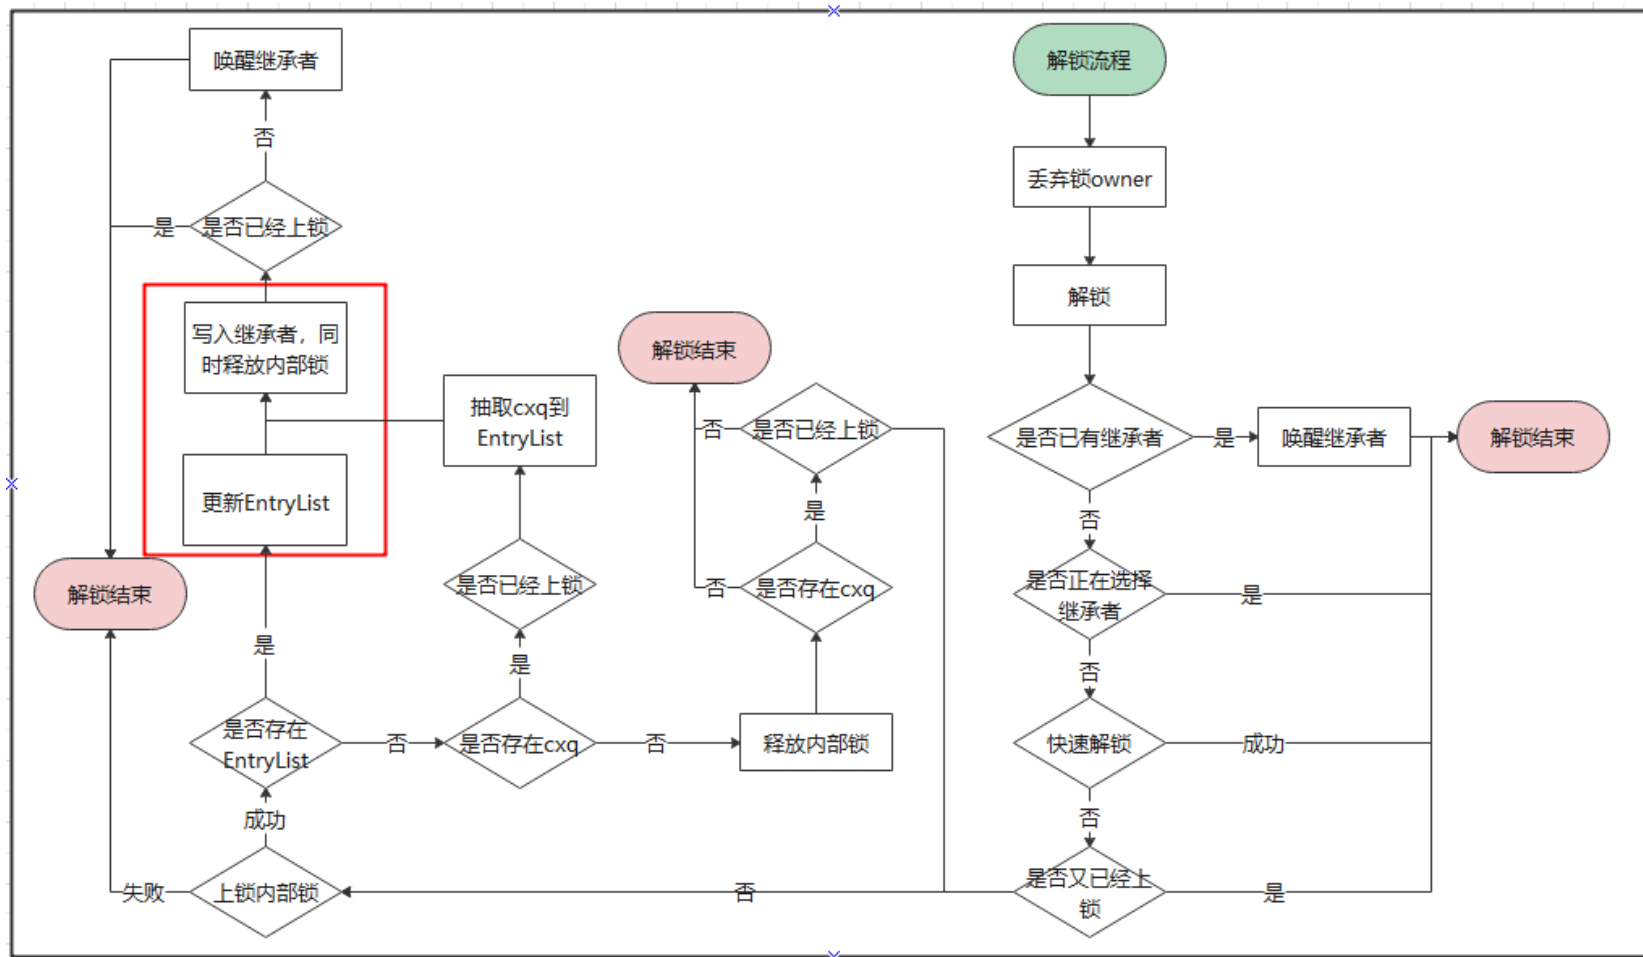 唤醒继承者
否
是
是否已经上锁
写入继承者，同
时释放内部锁
更新EntryList
解锁结束
是
是否存在
EntryList
成功
失败
上锁内部锁
否
抽取cxq到
EntryList
是否已经上锁
是
是否存在cxq
否
解锁结束
否
是否已经上锁
是
否
是否存在cxq
释放内部锁
否
解锁流程
丢弃锁owner
解锁
是否已有继承者
是
唤醒继承者
解锁结束
否
是否正在选择
继承者
是
否
快速解锁
成功
否
是否又已经上
锁
是